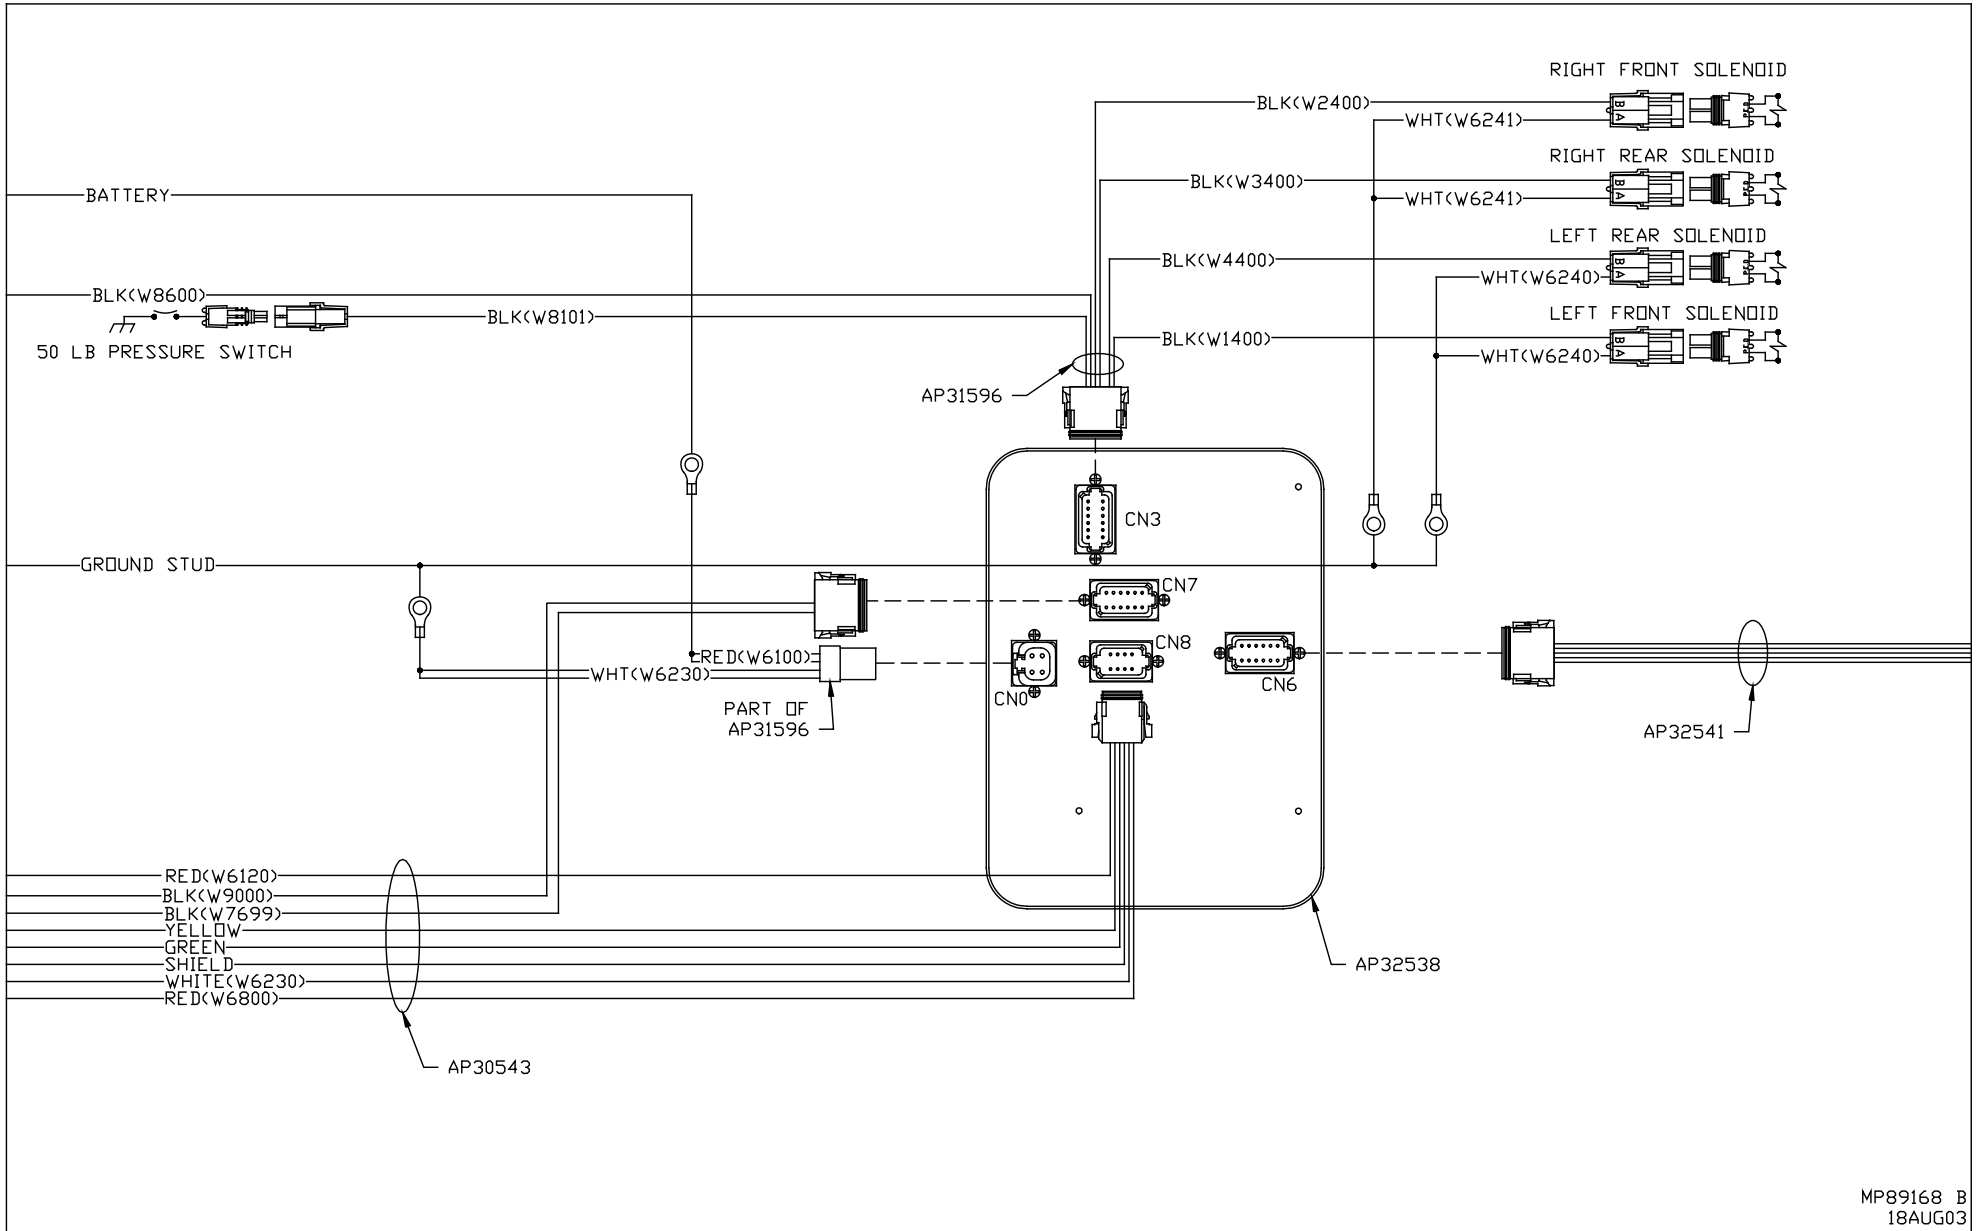 RIGHT FRONT SOLENOID
BLK(W2400)
WHT(W6241)
B
A
RIGHT REAR SOLENOID
BATTERY
BLK(W3400)
WHT(W6241)
B
A
LEFT REAR SOLENOID
BLK(W4400)
WHT(W6240)
B
A
BLK(W8600)
BLK(W8101)
50 LB PRESSURE SWITCH
LEFT FRONT SOLENOID
BLK(W1400)
WHT(W6240)
B
A
AP31596
CN3
GROUND STUD
CN7
CN8
RED(W6100)
WHT(W6230)
CN6
CN0
PART OF
AP31596
AP32541
RED(W6120)
BLK(W9000)
BLK(W7699)
YELLOW
GREEN
SHIELD
WHITE(W6230)
RED(W6800)
AP32538
AP30543
MP89168 B
18AUG03